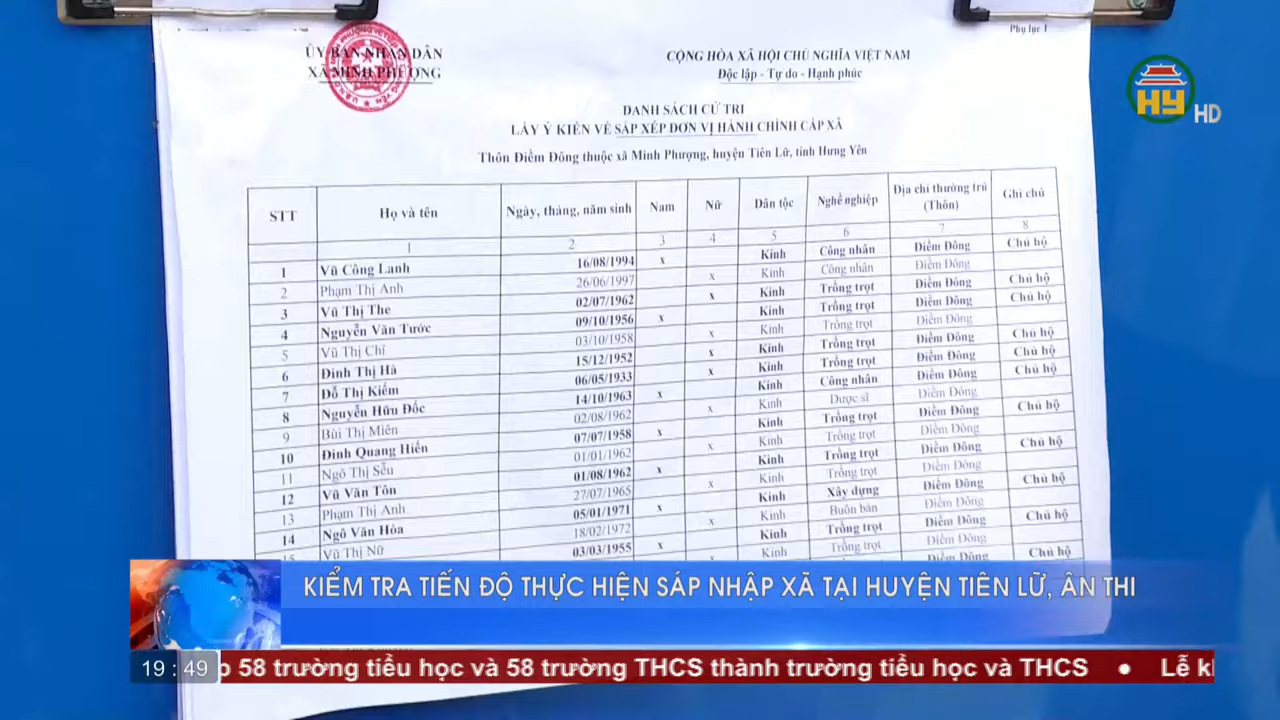 Phụ lục 1
ỦY BAN NHÂN DÂN
XÃ MINH PHƯỢNG
CỘNG HÒA XÃ HỘI CHỦ NGHĨA VIỆT NAM
Độc lập - Tự do - Hạnh phúc
HY HD
DANH SÁCH CỬ TRI
LẤY Ý KIẾN VỀ SẮP XẾP ĐƠN VỊ HÀNH CHÍNH CẤP XÃ
Thôn Điềm Đông thuộc xã Minh Phượng, huyện Tiên Lữ, tỉnh Hưng Yên
STT Họ và tên Ngày, tháng, năm sinh Nam Nữ Dân tộc Nghề nghiệp Địa chỉ thường trú (Thôn) Ghi chú
1 2 3 4 5 6 7 8
1 Vũ Công Lanh 16/08/1994 x Kinh Công nhân Điềm Đông Chủ hộ
2 Phạm Thị Anh 26/06/1997 x Kinh Công nhân Điềm Đông
3 Vũ Thị The 02/07/1962 x Kinh Trồng trọt Điềm Đông Chủ hộ
4 Nguyễn Văn Tước 09/10/1956 x Kinh Trồng trọt Điềm Đông Chủ hộ
5 Vũ Thị Chỉ 03/10/1958 x Kinh Trồng trọt Điềm Đông
6 Đinh Thị Hà 15/12/1952 x Kinh Trồng trọt Điềm Đông Chủ hộ
7 Đỗ Thị Kiểm 06/05/1933 x Kinh Trồng trọt Điềm Đông Chủ hộ
8 Nguyễn Hữu Đốc 14/10/1963 x Kinh Công nhân Điềm Đông Chủ hộ
9 Bùi Thị Miên 02/08/1962 x Kinh Dược sĩ Điềm Đông
10 Đinh Quang Hiển 07/07/1958 x Kinh Trồng trọt Điềm Đông Chủ hộ
11 Ngô Thị Sễu 01/01/1962 x Kinh Trồng trọt Điềm Đông
12 Vũ Văn Tôn 01/08/1962 x Kinh Trồng trọt Điềm Đông Chủ hộ
13 Phạm Thị Anh 27/07/1965 x Kinh Trồng trọt Điềm Đông
14 Ngô Văn Hòa 05/01/1971 x Kinh Xây dựng Điềm Đông Chủ hộ
15 Vũ Thị Nữ 18/02/1972 x Kinh Buôn bán Điềm Đông
03/03/1955 x Kinh Trồng trọt Điềm Đông Chủ hộ
Kinh Trồng trọt Điềm Đông
Điềm Đông Chủ hộ
KIỂM TRA TIẾN ĐỘ THỰC HIỆN SÁP NHẬP XÃ TẠI HUYỆN TIÊN LỮ, ÂN THI
19 : 49 58 trường tiểu học và 58 trường THCS thành trường tiểu học và THCS • Lễ